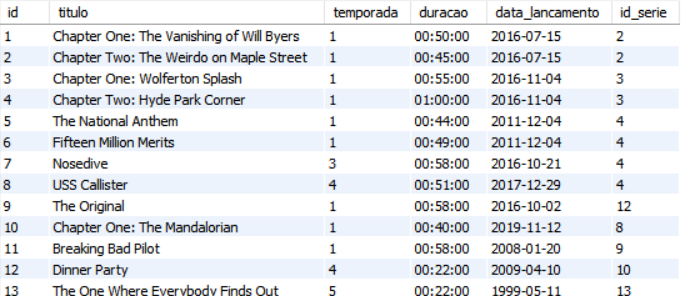 id titulo temporada duracao data_lancamento id_serie
1 Chapter One: The Vanishing of Will Byers 1 00:50:00 2016-07-15 2
2 Chapter Two: The Weirdo on Maple Street 1 00:45:00 2016-07-15 2
3 Chapter One: Wolferton Splash 1 00:55:00 2016-11-04 3
4 Chapter Two: Hyde Park Corner 1 01:00:00 2016-11-04 3
5 The National Anthem 1 00:44:00 2011-12-04 4
6 Fifteen Million Merits 1 00:49:00 2011-12-04 4
7 Nosedive 3 00:58:00 2016-10-21 4
8 USS Callister 4 00:51:00 2017-12-29 4
9 The Original 1 00:58:00 2016-10-02 12
10 Chapter One: The Mandalorian 1 00:40:00 2019-11-12 8
11 Breaking Bad Pilot 1 00:58:00 2008-01-20 9
12 Dinner Party 4 00:22:00 2009-04-10 10
13 The One Where Everybody Finds Out 5 00:22:00 1999-05-11 13